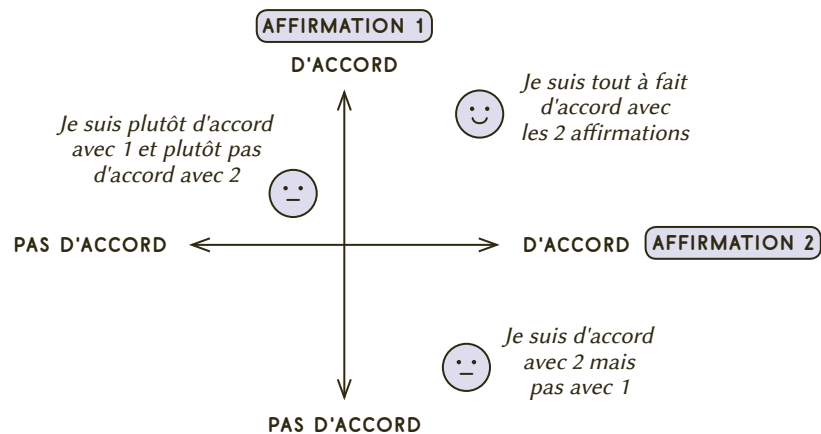 AFFIRMATION 1
D'ACCORD
Je suis tout à fait
d'accord avec
les 2 affirmations
Je suis plutôt d'accord
avec 1 et plutôt pas
d'accord avec 2
PAS D'ACCORD
D'ACCORD
AFFIRMATION 2
Je suis d'accord
avec 2 mais
pas avec 1
PAS D'ACCORD